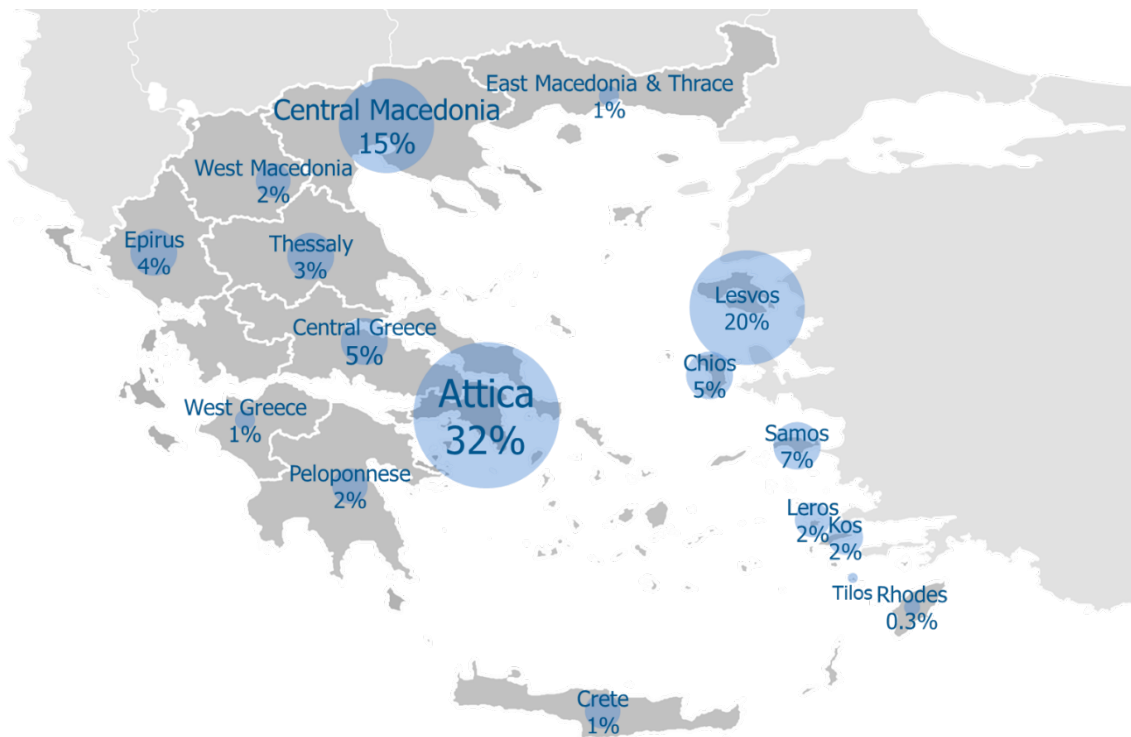 East Macedonia & Thrace
1%
Central Macedonia
15%
West Macedonia
2%
Epirus
4%
Thessaly
3%
Lesvos
20%
Central Greece
5%
Chios
5%
Attica
32%
West Greece
1%
Samos
7%
Peloponnese
2%
Leros
2%
Kos
2%
Tilos
Rhodes
0.3%
Crete
1%